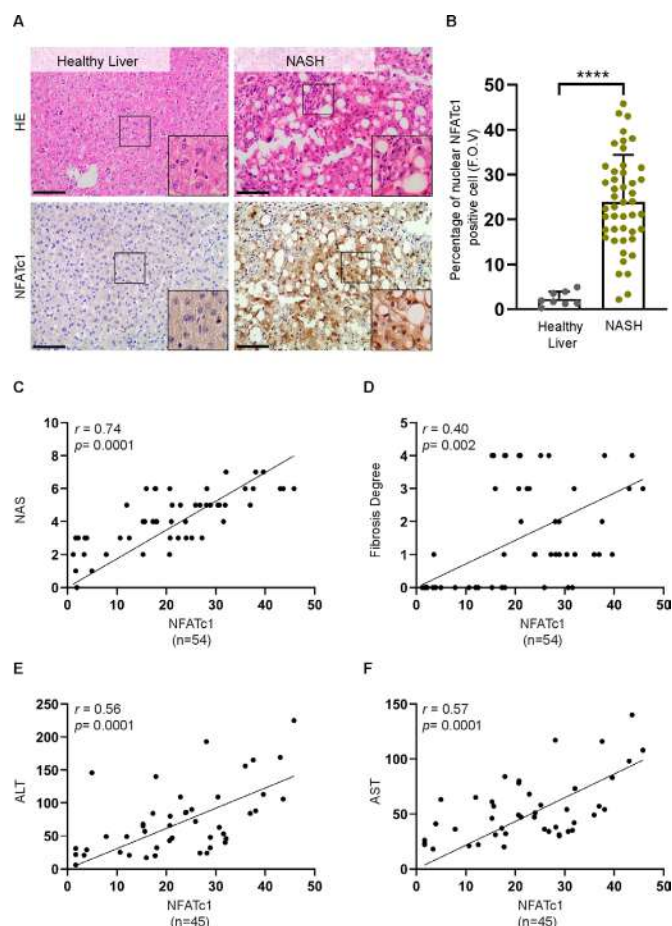 A
Healthy Liver
NASH
HE
NFATc1
B
****
Percentage of nuclear NFATc1
positive cell (F.O.V)
50
40
30
20
10
0
Healthy
Liver
NASH
C
r = 0.74
p= 0.0001
NAS
10
8
6
4
2
0
0 10 20 30 40 50
NFATc1
(n=54)
D
r = 0.40
p= 0.002
Fibrosis Degree
5
4
3
2
1
0
0 10 20 30 40 50
NFATc1
(n=54)
E
r = 0.56
p= 0.0001
ALT
250
200
150
100
50
0
0 10 20 30 40 50
NFATc1
(n=45)
F
r = 0.57
p= 0.0001
AST
150
100
50
0
0 10 20 30 40 50
NFATc1
(n=45)